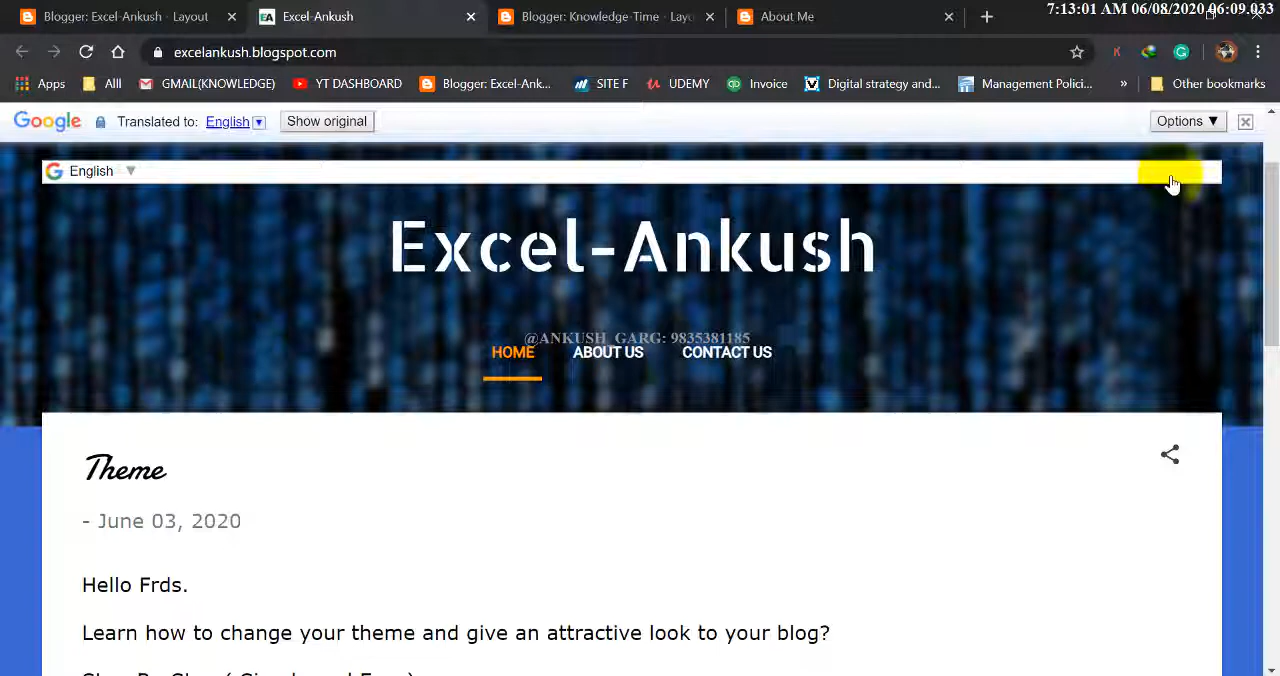 Blogger: Excel-Ankush - Layout
Excel-Ankush
Blogger: Knowledge-Time - Layo
About Me
7:13:01 AM 06/08/2020 06:09.033
excelankush.blogspot.com
Apps
Alll
GMAIL(KNOWLEDGE)
YT DASHBOARD
Blogger: Excel-Ank...
SITE F
UDEMY
Invoice
Digital strategy and...
Management Polici...
»
Other bookmarks
Google
Translated to:
English
Show original
Options ▼
G English ▼
Excel-Ankush
@ANKUSH_GARG: 9835381185
HOME
ABOUT US
CONTACT US
Theme
- June 03, 2020
Hello Frds.
Learn how to change your theme and give an attractive look to your blog?